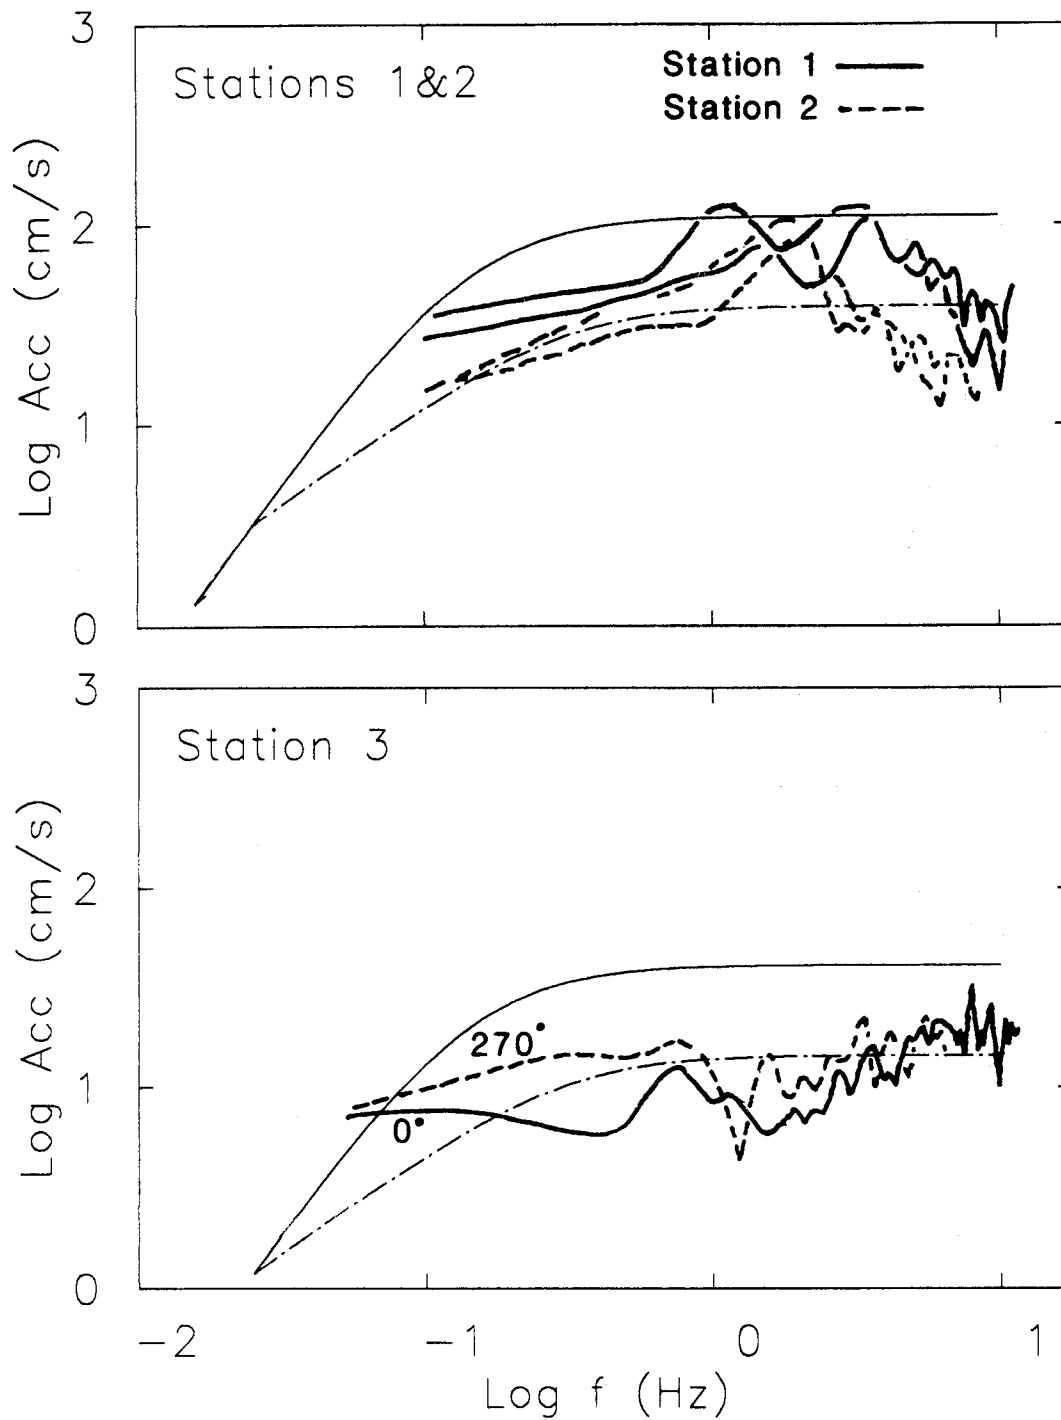 3
Stations 1&2
Station 1
Station 2
2
Log Acc (cm/s)
1
0
3
Station 3
2
Log Acc (cm/s)
270°
1
0°
0
-2 -1 0 1
Log f (Hz)